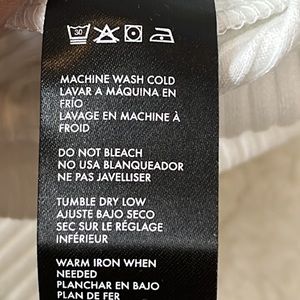 30
MACHINE WASH COLD
LAVAR A MÁQUINA EN
FRÍO
LAVAGE EN MACHINE À
FROID
DO NOT BLEACH
NO USA BLANQUEADOR
NE PAS JAVELLISER
TUMBLE DRY LOW
AJUSTE BAJO SECO
SEC SUR LE RÉGLAGE
INFÉRIEUR
WARM IRON WHEN
NEEDED
PLANCHAR EN BAJO
PLAN DE FER